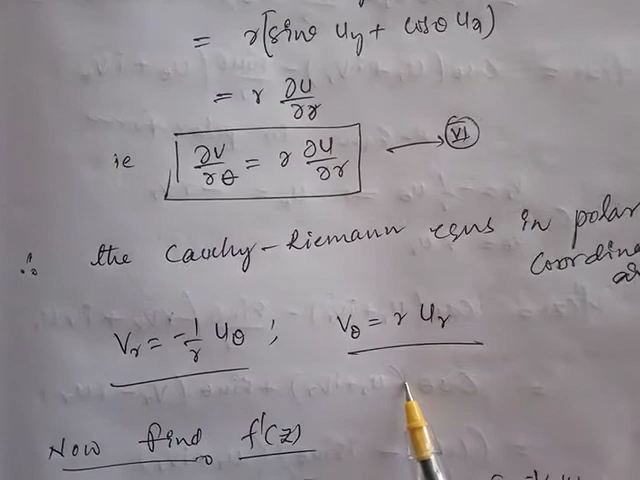 = r(sinθ uy + cosθ ux)
= r ∂u/∂r
ie ∂v/∂θ = r ∂u/∂r → VI
∴ the Cauchy-Riemann eqns in polar
coordina
Vr = -1/r uθ ; Vθ = r ur
Now find f'(z)